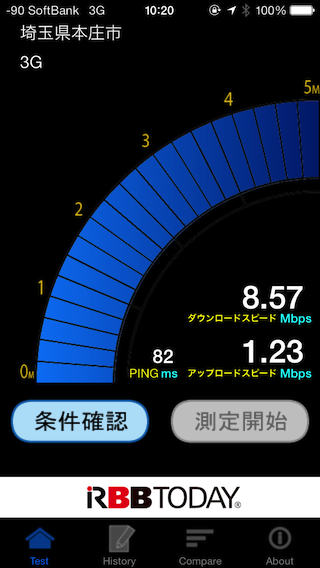 -90 SoftBank 3G 10:20 100%
埼玉県本庄市
3G
5M
4
3
2
1
0M
8.57
ダウンロードスピード Mbps
82
PING ms
1.23
アップロードスピード Mbps
条件確認
測定開始
iRBBTODAY®
Test
History
Compare
About